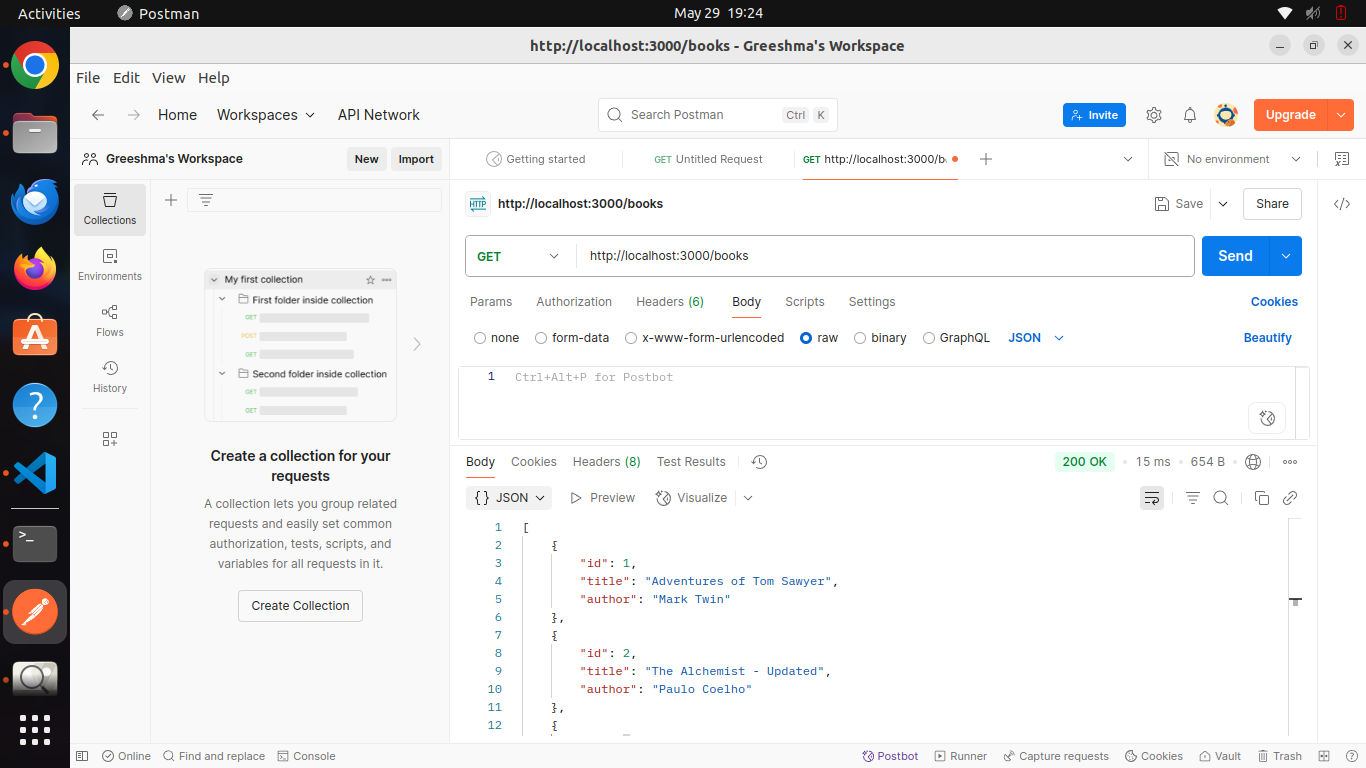 Activities Postman May 29 19:24
http://localhost:3000/books - Greeshma's Workspace
File Edit View Help
Home Workspaces API Network Search Postman Ctrl K Invite Upgrade
Greeshma's Workspace New Import Getting started GET Untitled Request GET http://localhost:3000/b No environment
Collections
Environments
Flows
History
My first collection
First folder inside collection
GET
POST
GET
Second folder inside collection
GET
GET
Create a collection for your
requests
A collection lets you group related
requests and easily set common
authorization, tests, scripts, and
variables for all requests in it.
Create Collection
HTTP http://localhost:3000/books Save Share
GET http://localhost:3000/books Send
Params Authorization Headers (6) Body Scripts Settings Cookies
none form-data x-www-form-urlencoded raw binary GraphQL JSON Beautify
1 Ctrl+Alt+P for Postbot
Body Cookies Headers (8) Test Results 200 OK • 15 ms • 654 B •
{ } JSON Preview Visualize
1 [
2 {
3 "id": 1,
4 "title": "Adventures of Tom Sawyer",
5 "author": "Mark Twin"
6 },
7 {
8 "id": 2,
9 "title": "The Alchemist - Updated",
10 "author": "Paulo Coelho"
11 },
12 {
Online Find and replace Console Postbot Runner Capture requests Cookies Vault Trash